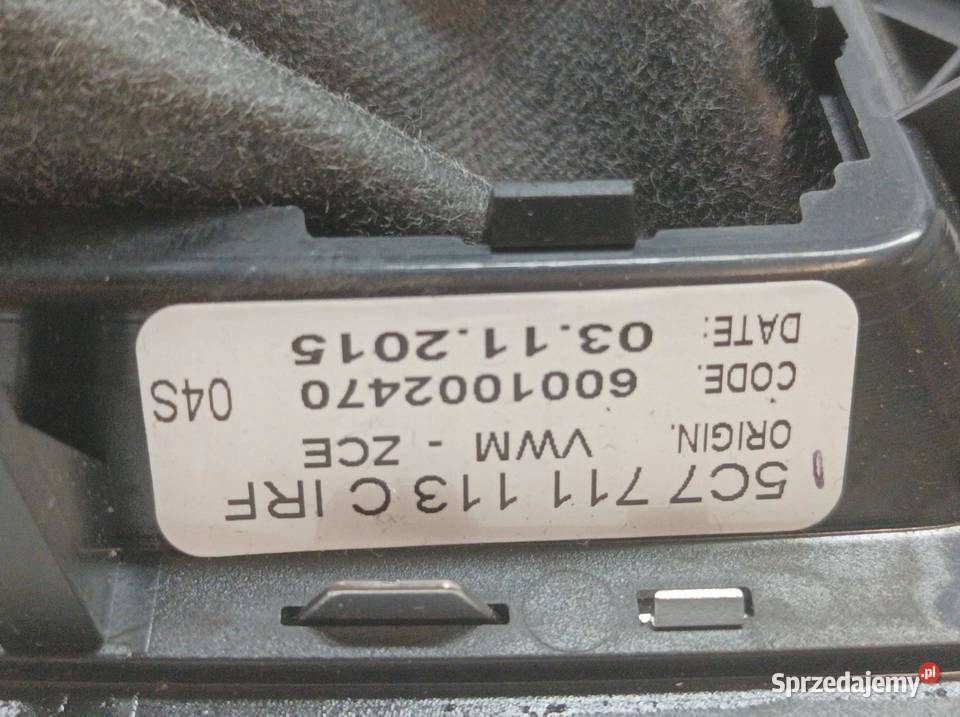 5C7 711 113 C IRF
ORIGIN. VWM - ZCE
CODE. 6001002470 04S
DATE: 03.11.2015
Sprzedajemy.pl